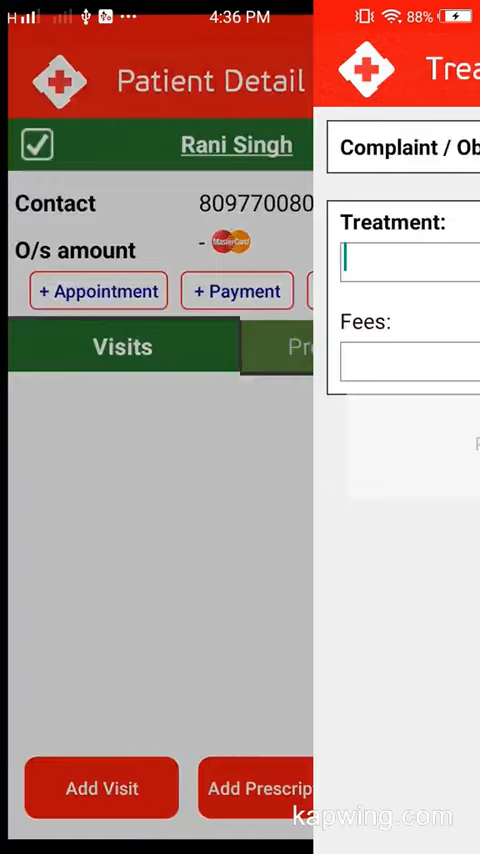 H 4:36 PM 88%
Patient Detail
Rani Singh
Contact 809770080
O/s amount - MasterCard
+ Appointment + Payment
Visits Pre
Add Visit Add Prescrip
Trea
Complaint / Ob
Treatment:
Fees:
kapwing.com